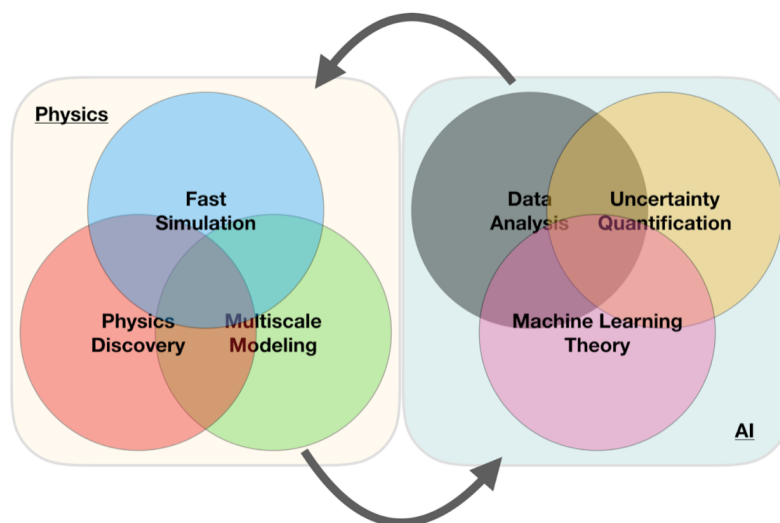 Physics
Fast
Simulation
Physics
Discovery
Multiscale
Modeling
Data
Analysis
Uncertainty
Quantification
Machine Learning
Theory
AI